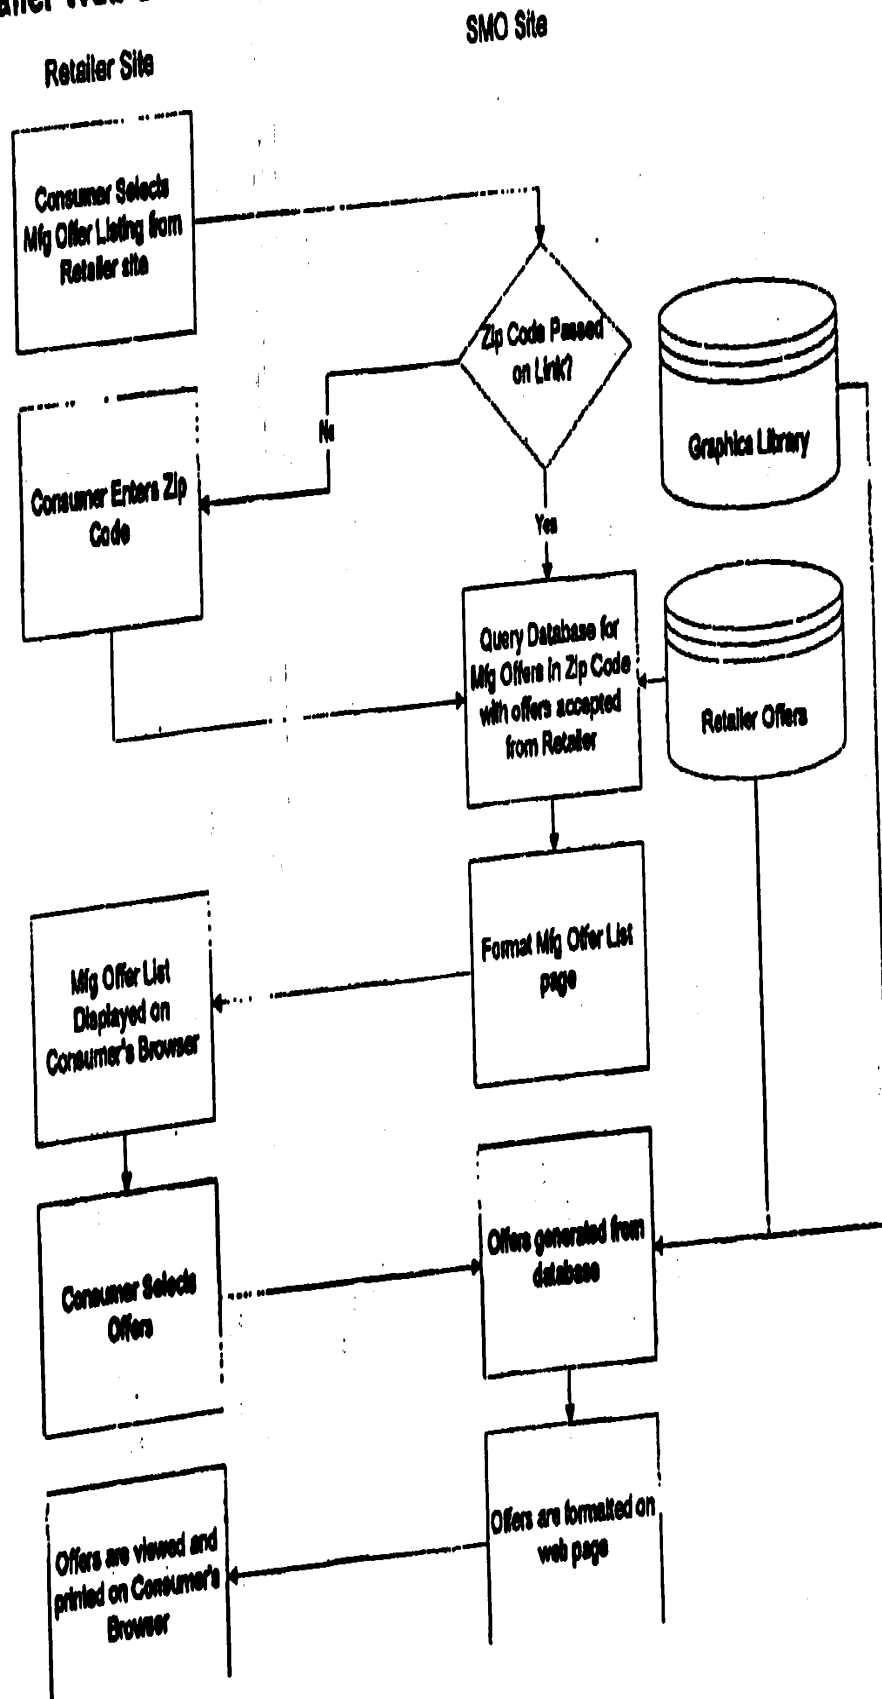 Retailer Site
SMO Site
Consumer Selects
Mfg Offer Listing from
Retailer site
Zip Code Passed
on Link?
Graphics Library
No
Consumer Enters Zip
Code
Yes
Query Database for
Mfg Offers in Zip Code
with offers accepted
from Retailer
Retailer Offers
Format Mfg Offer List
page
Mfg Offer List
Displayed on
Consumer's Browser
Offers generated from
database
Consumer Selects
Offers
Offers are formatted on
web page
Offers are viewed and
printed on Consumer's
Browser